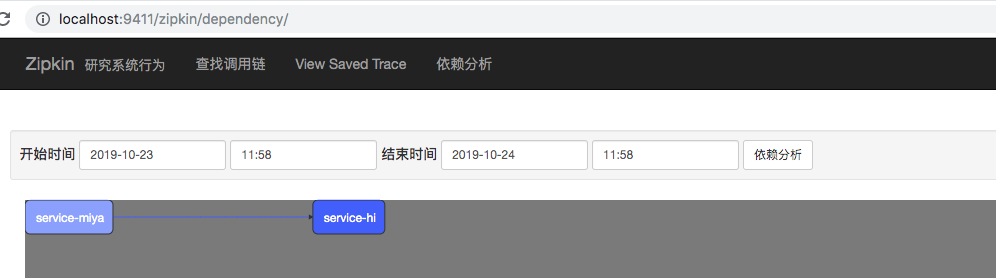 localhost:9411/zipkin/dependency/
Zipkin 研究系统行为 查找调用链 View Saved Trace 依赖分析
开始时间 2019-10-23 11:58 结束时间 2019-10-24 11:58 依赖分析
service-miya service-hi